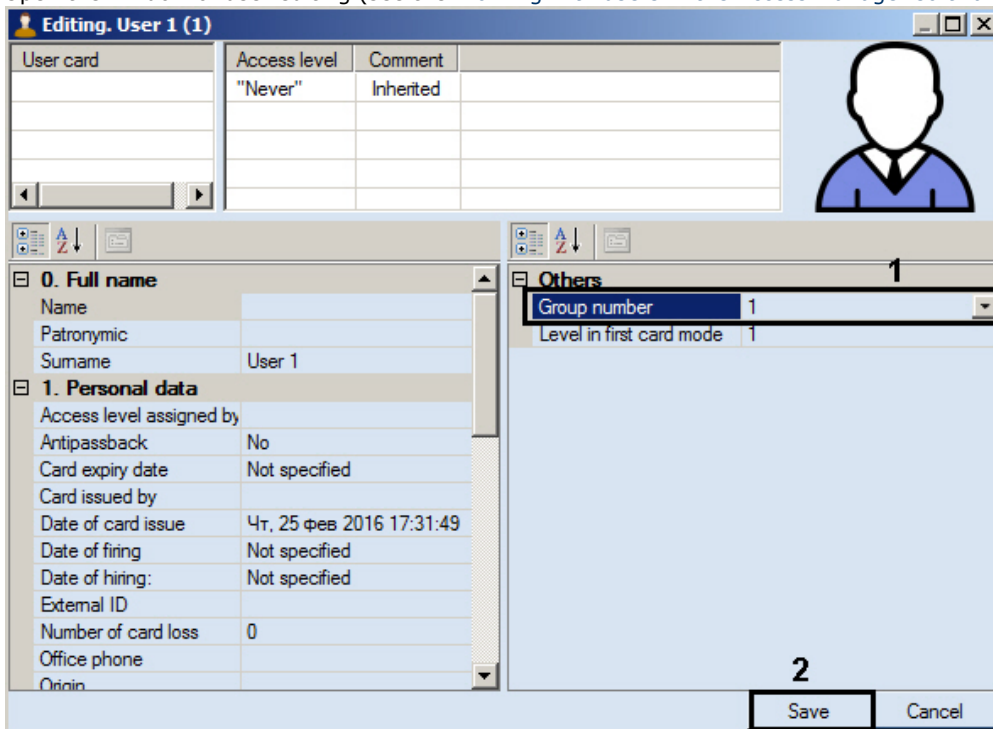 Editing. User 1 (1)
User card
Access level Comment
"Never" Inherited
0. Full name
Name
Patronymic
Surname User 1
1. Personal data
Access level assigned by
Antipassback No
Card expiry date Not specified
Card issued by
Date of card issue Чт, 25 фев 2016 17:31:49
Date of firing Not specified
Date of hiring: Not specified
External ID
Number of card loss 0
Office phone
Origin
1
Others
Group number 1
Level in first card mode 1
2
Save Cancel